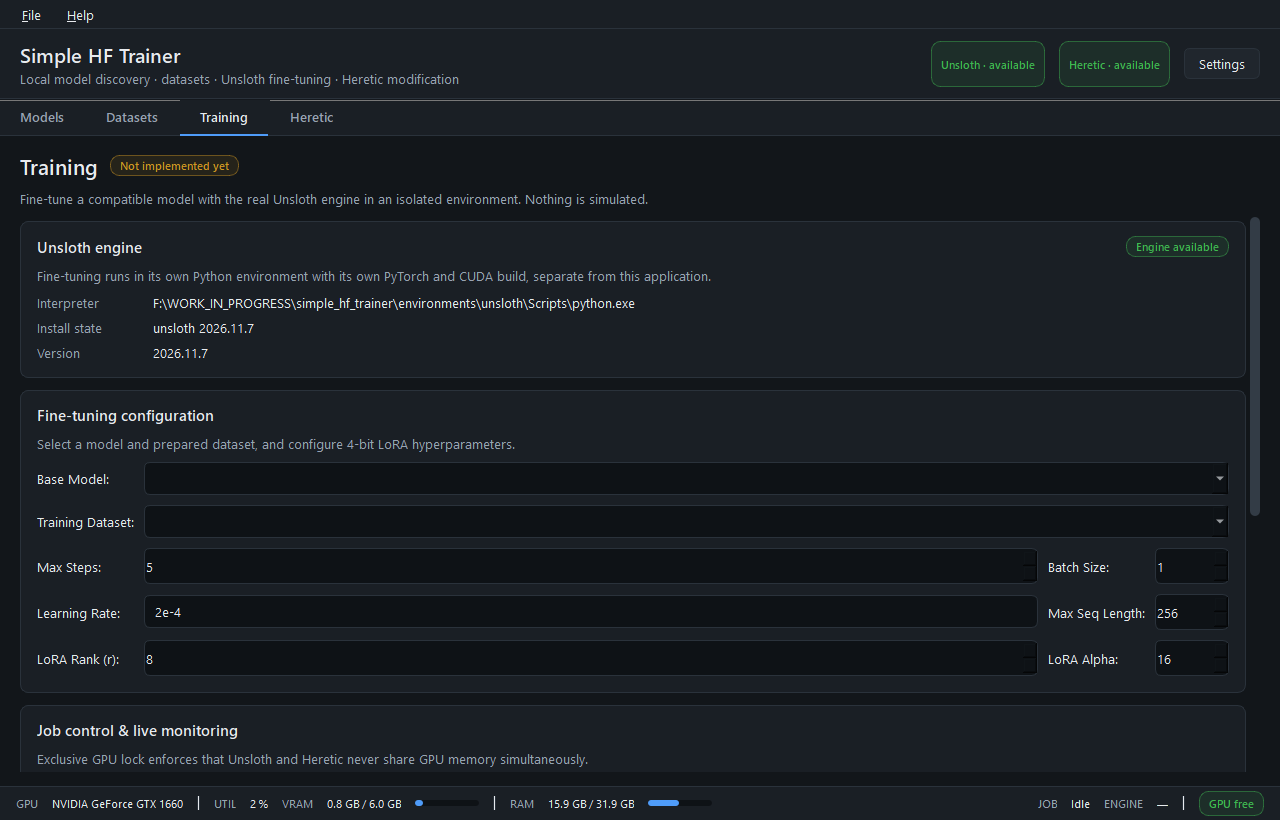 File Help
Simple HF Trainer
Local model discovery · datasets · Unsloth fine-tuning · Heretic modification
Unsloth · available
Heretic · available
Settings
Models Datasets Training Heretic
Training Not implemented yet
Fine-tune a compatible model with the real Unsloth engine in an isolated environment. Nothing is simulated.
Unsloth engine Engine available
Fine-tuning runs in its own Python environment with its own PyTorch and CUDA build, separate from this application.
Interpreter F:\WORK_IN_PROGRESS\simple_hf_trainer\environments\unsloth\Scripts\python.exe
Install state unsloth 2026.11.7
Version 2026.11.7
Fine-tuning configuration
Select a model and prepared dataset, and configure 4-bit LoRA hyperparameters.
Base Model:
Training Dataset:
Max Steps: 5 Batch Size: 1
Learning Rate: 2e-4 Max Seq Length: 256
LoRA Rank (r): 8 LoRA Alpha: 16
Job control & live monitoring
Exclusive GPU lock enforces that Unsloth and Heretic never share GPU memory simultaneously.
GPU NVIDIA GeForce GTX 1660 | UTIL 2 % VRAM 0.8 GB / 6.0 GB | RAM 15.9 GB / 31.9 GB JOB Idle ENGINE — | GPU free